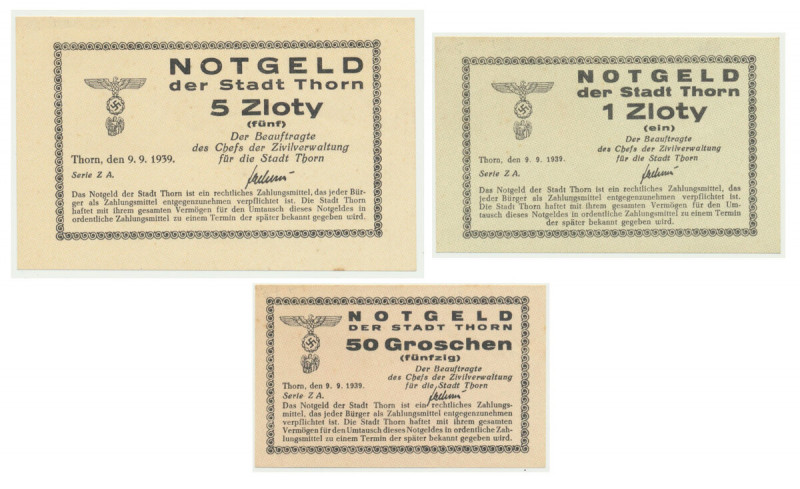 NOTGELD
der Stadt Thorn
5 Zloty
(fünf)
Der Beauftragte
des Chefs der Zivilverwaltung
Thorn, den 9. 9. 1939. für die Stadt Thorn
Serie Z A.
Das Notgeld der Stadt Thorn ist ein rechtliches Zahlungsmittel, das jeder Bür-
ger als Zahlungsmittel entgegenzunehmen verpflichtet ist. Die Stadt Thorn
haftet mit ihrem gesamten Vermögen für den Umtausch dieses Notgeldes in
ordentliche Zahlungsmittel zu einem Termin der später bekannt gegeben wird.
NOTGELD
der Stadt Thorn
1 Zloty
(ein)
Der Beauftragte
des Chefs der Zivilverwaltung
Thorn, den 9. 9. 1939. für die Stadt Thorn
Serie Z A.
Das Notgeld der Stadt Thorn ist ein rechtliches Zahlungsmittel, das
jeder Bürger als Zahlungsmittel entgegenzunehmen verpflichtet ist. Die
Stadt Thorn haftet mit ihrem gesamten Vermögen für den Um-
tausch dieses Notgeldes in ordentliche Zahlungsmittel zu einem Termin
der später bekannt gegeben wird.
NOTGELD
DER STADT THORN
50 Groschen
(fünfzig)
Der Beauftragte
des Chefs der Zivilverwaltung
Thorn, den 9. 9. 1939. für die Stadt Thorn
Serie Z A.
Das Notgeld der Stadt Thorn ist ein rechtliches Zahlungs-
mittel, das jeder Bürger als Zahlungsmittel entgegenzunehmen
verpflichtet ist. Die Stadt Thorn haftet mit ihrem gesamten
Vermögen für den Umtausch dieses Notgeldes in ordentliche Zah-
lungsmittel zu einem Termin der später bekannt gegeben wird.